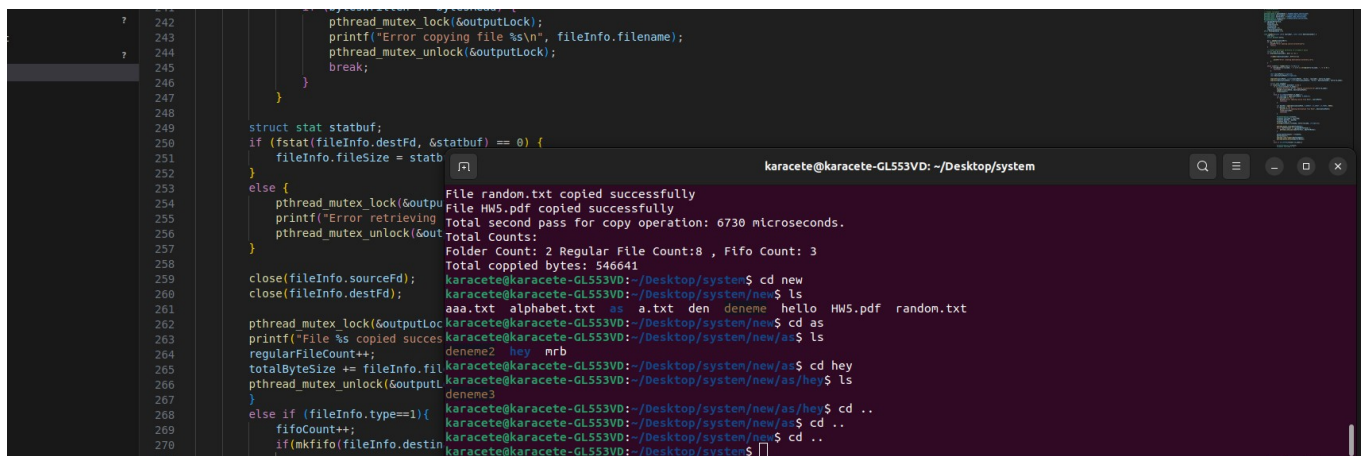 ?
?
242 pthread_mutex_lock(&outputLock);
243 printf("Error copying file %s\n", fileInfo.filename);
244 pthread_mutex_unlock(&outputLock);
245 break;
246 }
247 }
248
249 struct stat statbuf;
250 if (fstat(fileInfo.destFd, &statbuf) == 0) {
251 fileInfo.fileSize = statb
252 }
253 else {
254 pthread_mutex_lock(&outpu
255 printf("Error retrieving
256 pthread_mutex_unlock(&out
257 }
258
259 close(fileInfo.sourceFd);
260 close(fileInfo.destFd);
261
262 pthread_mutex_lock(&outputLoc
263 printf("File %s copied succes
264 regularFileCount++;
265 totalByteSize += fileInfo.fil
266 pthread_mutex_unlock(&outputL
267 }
268 else if (fileInfo.type==1){
269 fifoCount++;
270 if(mkfifo(fileInfo.destin
karacete@karacete-GL553VD: ~/Desktop/system
File random.txt copied successfully
File HW5.pdf copied successfully
Total second pass for copy operation: 6730 microseconds.
Total Counts:
Folder Count: 2 Regular File Count:8 , Fifo Count: 3
Total coppied bytes: 546641
karacete@karacete-GL553VD:~/Desktop/system$ cd new
karacete@karacete-GL553VD:~/Desktop/system/new$ ls
aaa.txt alphabet.txt as a.txt den deneme hello HW5.pdf random.txt
karacete@karacete-GL553VD:~/Desktop/system/new$ cd as
karacete@karacete-GL553VD:~/Desktop/system/new/as$ ls
deneme2 hey mrb
karacete@karacete-GL553VD:~/Desktop/system/new/as$ cd hey
karacete@karacete-GL553VD:~/Desktop/system/new/as/hey$ ls
deneme3
karacete@karacete-GL553VD:~/Desktop/system/new/as/hey$ cd ..
karacete@karacete-GL553VD:~/Desktop/system/new/as$ cd ..
karacete@karacete-GL553VD:~/Desktop/system/new$ cd ..
karacete@karacete-GL553VD:~/Desktop/system$